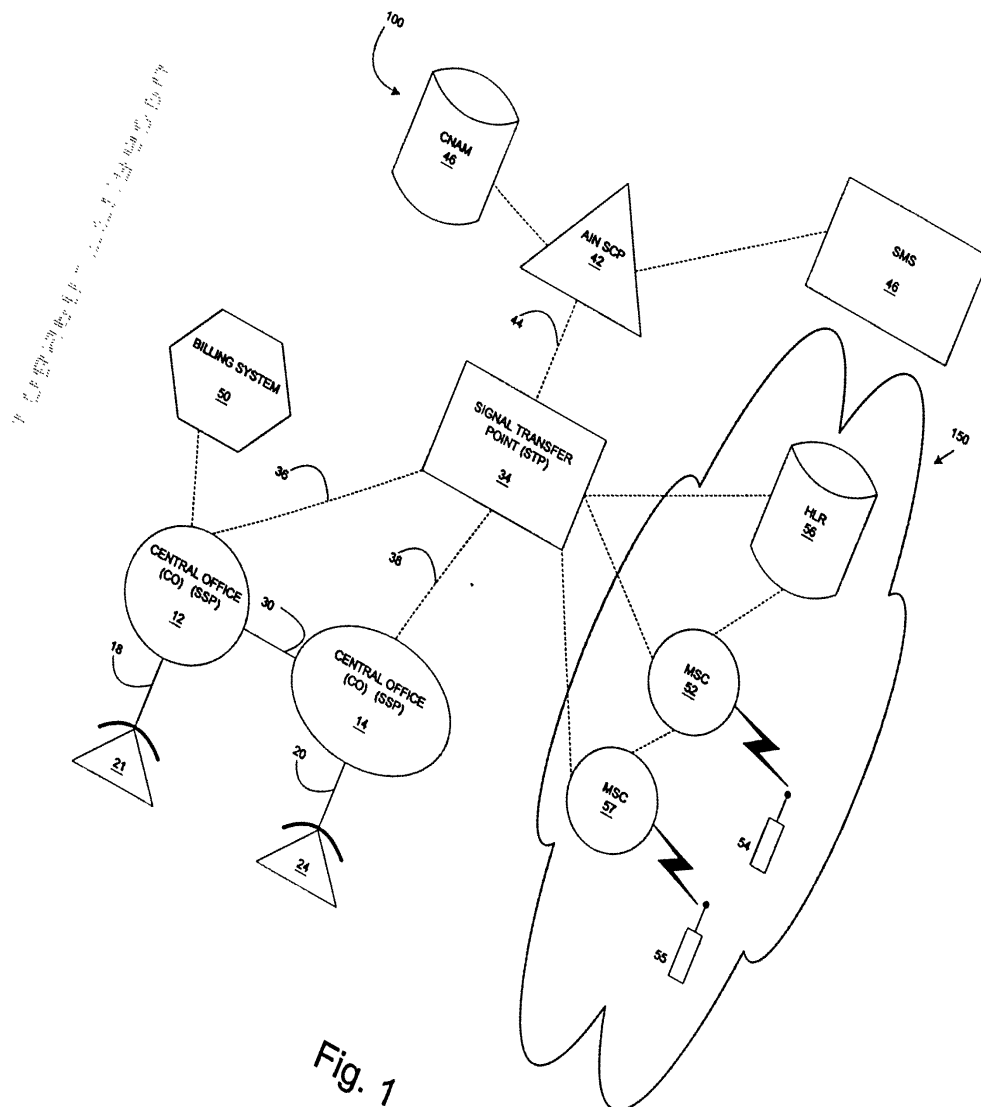 100
CNAM
46
AIN SCP
42
SMS
46
44
BILLING SYSTEM
50
SIGNAL TRANSFER
POINT (STP)
34
150
36
HLR
56
38
CENTRAL OFFICE
(CO) (SSP)
12
30
18
CENTRAL OFFICE
(CO) (SSP)
14
MSC
52
20
21
MSC
57
54
24
55
Fig. 1